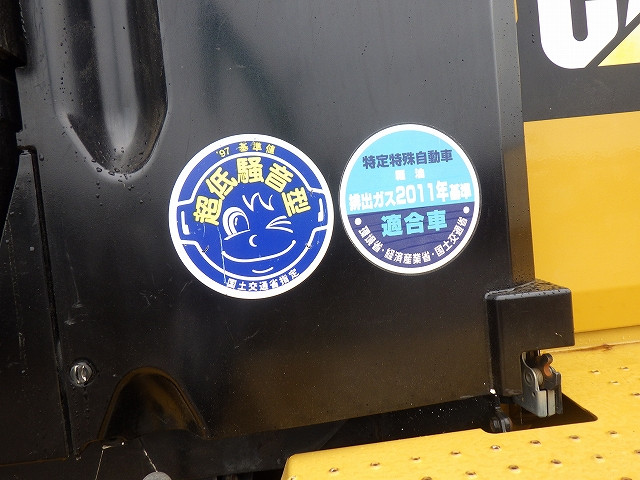 '97 基準値
超低騒音型
国土交通省指定
特定特殊自動車
軽油
排出ガス2011年基準
適合車
・環境省・経済産業省・国土交通省・